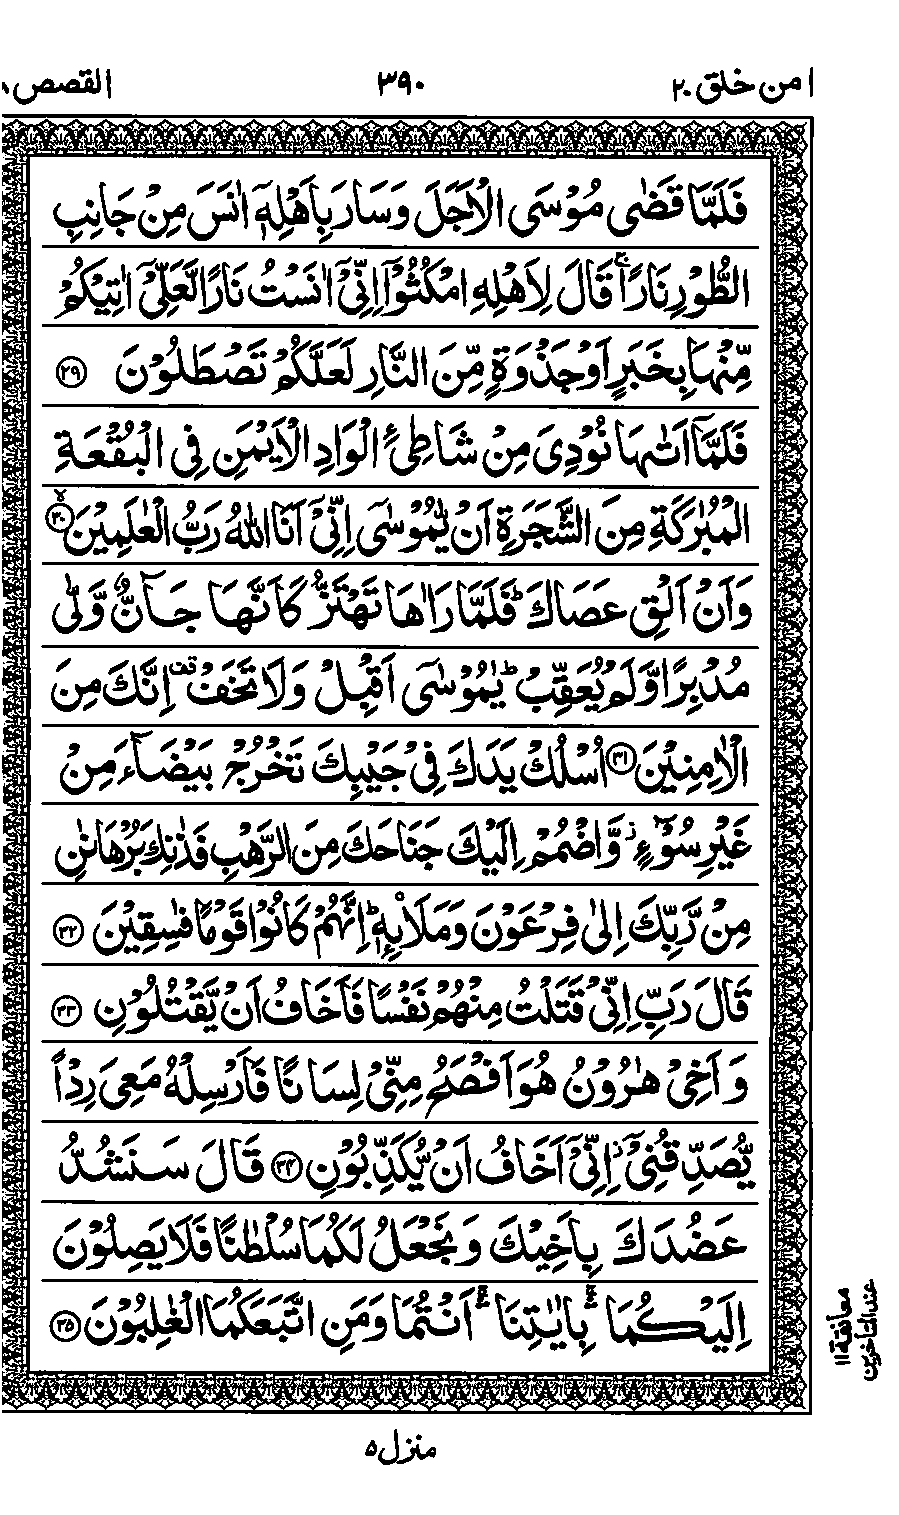 امن خلق ٢٠
٣٩٠
القصص
فَلَمَّا قَضٰی مُوْسَی الْاَجَلَ وَسَارَ بِاَهْلِهٖۤ اٰنَسَ مِنْ جَانِبِ
الطُّوْرِ نَارًا ۚ قَالَ لِاَهْلِهِ امْكُثُوْۤا اِنِّیْۤ اٰنَسْتُ نَارًا لَّعَلِّیْۤ اٰتِیْكُمْ
مِّنْهَا بِخَبَرٍ اَوْ جَذْوَةٍ مِّنَ النَّارِ لَعَلَّكُمْ تَصْطَلُوْنَ ﴿٢٩﴾
فَلَمَّاۤ اَتٰىهَا نُوْدِیَ مِنْ شَاطِئِ الْوَادِ الْاَیْمَنِ فِی الْبُقْعَةِ
الْمُبٰرَكَةِ مِنَ الشَّجَرَةِ اَنْ یّٰمُوْسٰۤی اِنِّیْۤ اَنَا اللّٰهُ رَبُّ الْعٰلَمِیْنَ ﴿٣٠﴾ۙ
وَاَنْ اَلْقِ عَصَاكَ ؕ فَلَمَّا رَاٰهَا تَهْتَزُّ كَاَنَّهَا جَآنٌّ وَّلّٰی
مُدْبِرًا وَّلَمْ یُعَقِّبْ ؕ یٰمُوْسٰۤی اَقْبِلْ وَلَا تَخَفْ ۫ اِنَّكَ مِنَ
الْاٰمِنِیْنَ ﴿٣١﴾ اُسْلُكْ یَدَكَ فِیْ جَیْبِكَ تَخْرُجْ بَیْضَآءَ مِنْ
غَیْرِ سُوْٓءٍ ؗ وَّاضْمُمْ اِلَیْكَ جَنَاحَكَ مِنَ الرَّهْبِ فَذٰنِكَ بُرْهَانٰنِ
مِنْ رَّبِّكَ اِلٰی فِرْعَوْنَ وَمَلَا۟ئِهٖ ؕ اِنَّهُمْ كَانُوْا قَوْمًا فٰسِقِیْنَ ﴿٣٢﴾
قَالَ رَبِّ اِنِّیْ قَتَلْتُ مِنْهُمْ نَفْسًا فَاَخَافُ اَنْ یَّقْتُلُوْنِ ﴿٣٣﴾
وَاَخِیْ هٰرُوْنُ هُوَ اَفْصَحُ مِنِّیْ لِسَانًا فَاَرْسِلْهُ مَعِیَ رِدْاً
یُّصَدِّقُنِیْۤ ؗ اِنِّیْۤ اَخَافُ اَنْ یُّكَذِّبُوْنِ ﴿٣٤﴾ قَالَ سَنَشُدُّ
عَضُدَكَ بِاَخِیْكَ وَنَجْعَلُ لَكُمَا سُلْطٰنًا فَلَا یَصِلُوْنَ
اِلَیْكُمَا ۛۚ بِاٰیٰتِنَا ۛۚ اَنْتُمَا وَمَنِ اتَّبَعَكُمَا الْغٰلِبُوْنَ ﴿٣٥﴾
معانقة ١١
عند المتأخرين
منزل ٥